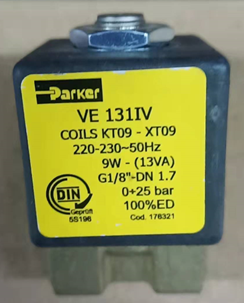 Parker
VE 131IV
COILS KT09 - XT09
220-230~50Hz
9W - (13VA)
G1/8"-DN 1.7
0÷25 bar
100%ED
DIN
Geprüft
5S196
Cod. 176321